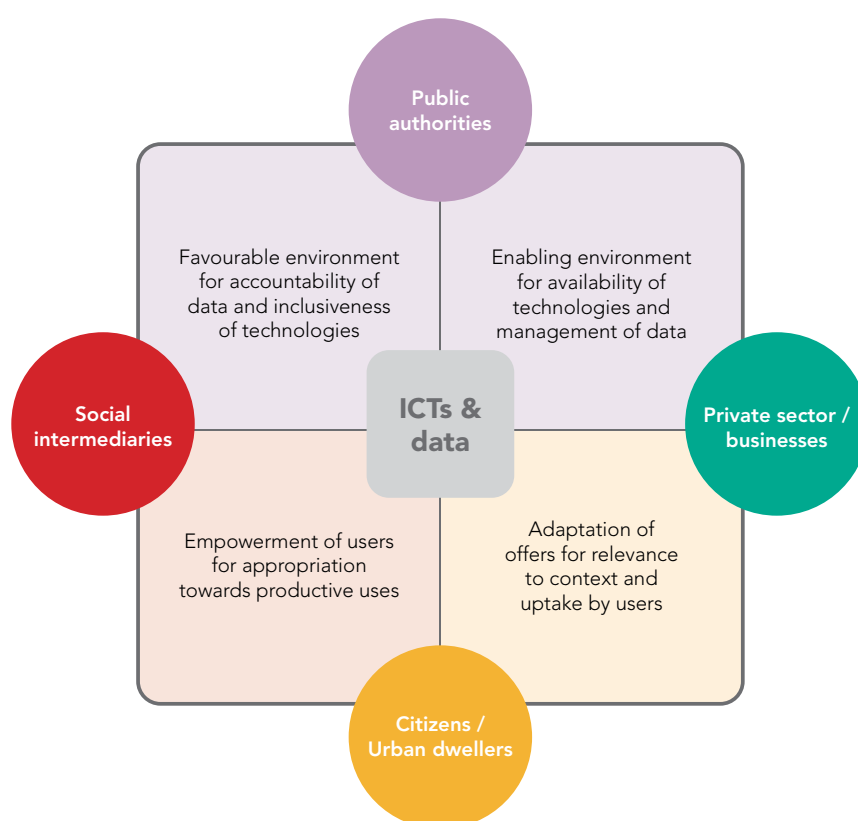 Public
authorities
Favourable environment
for accountability of
data and inclusiveness
of technologies
Enabling environment
for availability of
technologies and
management of data
Social
intermediaries
ICTs &
data
Private sector /
businesses
Empowerment of users
for appropriation
towards productive uses
Adaptation of
offers for relevance
to context and
uptake by users
Citizens /
Urban dwellers